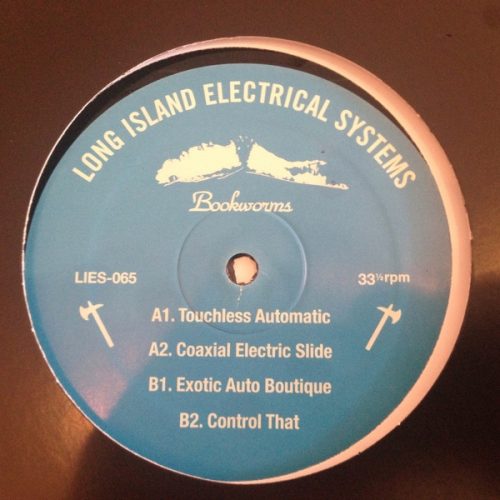 LONG ISLAND ELECTRICAL SYSTEMS
Bookworms
LIES-065
33⅓rpm
A1. Touchless Automatic
A2. Coaxial Electric Slide
B1. Exotic Auto Boutique
B2. Control That